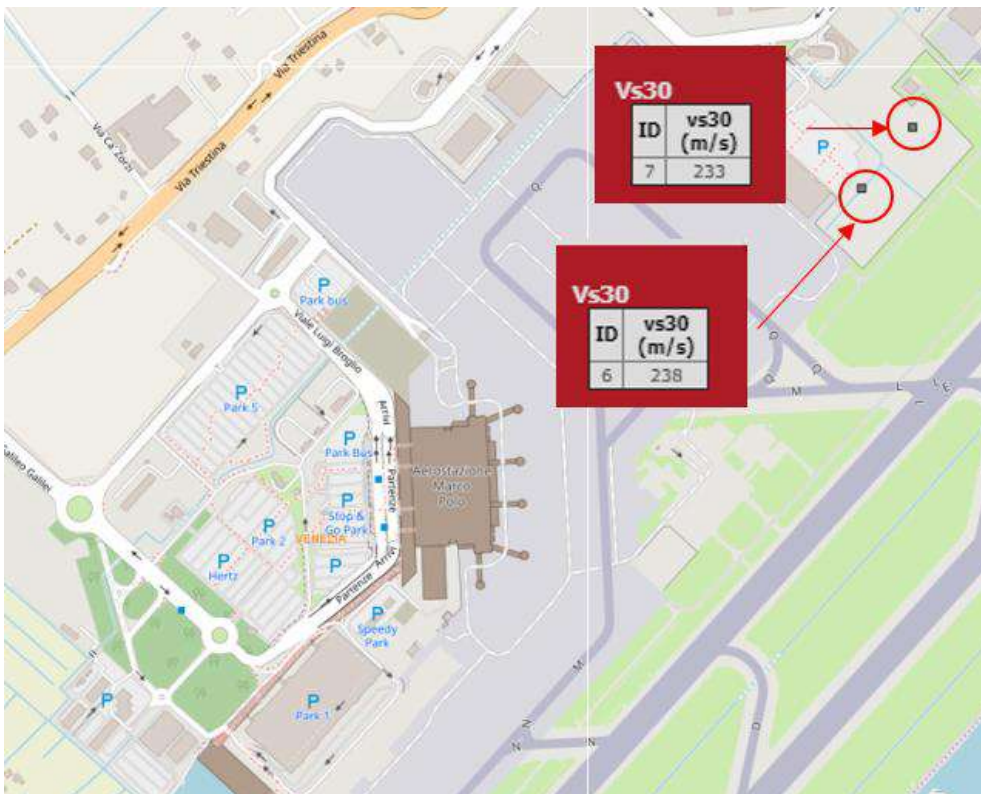 Via Triestina
Via Ca' Zorzi
Via Triestina
Vs30
ID vs30 (m/s)
7 233
P
Q
Vs30
ID vs30 (m/s)
6 238
P
Park bus
Viale Luigi Broglio
Q
Q
Q
M
L
L
E
I
P
Park 5
Arrivi
P
Park Bus
Partenze
Aerostazione
Marco
Polo
Galileo Galilei
P
Stop &
Go Park
P
Park 2
VENEZIA
P
Hertz
P
Arrivi
Partenze
P
Speedy
Park
P
P
Park 1
M
N
N
N
D